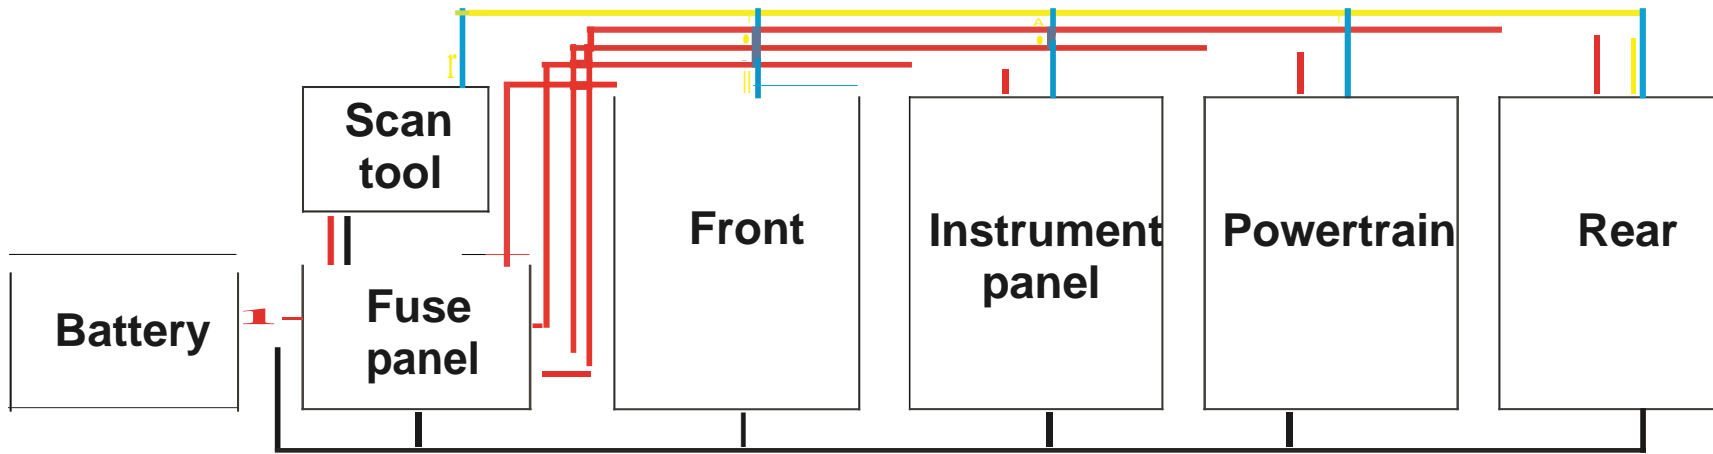 Scan
tool
Front
Instrument
panel
Powertrain
Rear
Battery
Fuse
panel